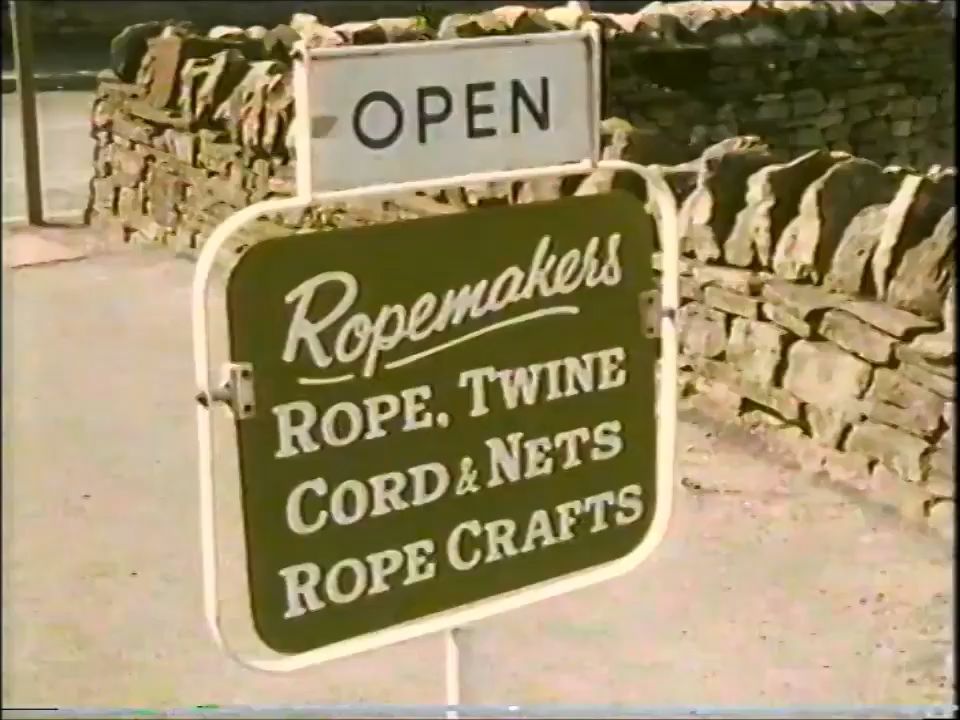 OPEN
Ropemakers
ROPE, TWINE
CORD & NETS
ROPE CRAFTS